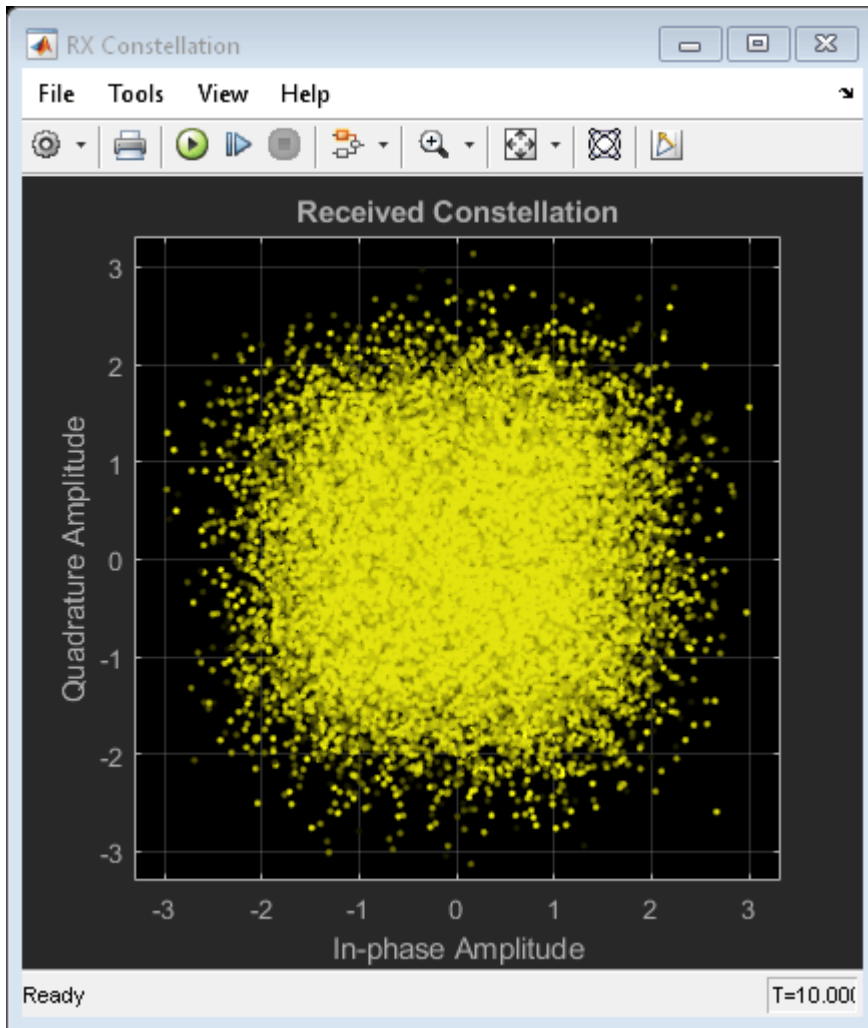 RX Constellation
File Tools View Help
Received Constellation
Quadrature Amplitude
3
2
1
0
-1
-2
-3
-3 -2 -1 0 1 2 3
In-phase Amplitude
Ready T=10.00(